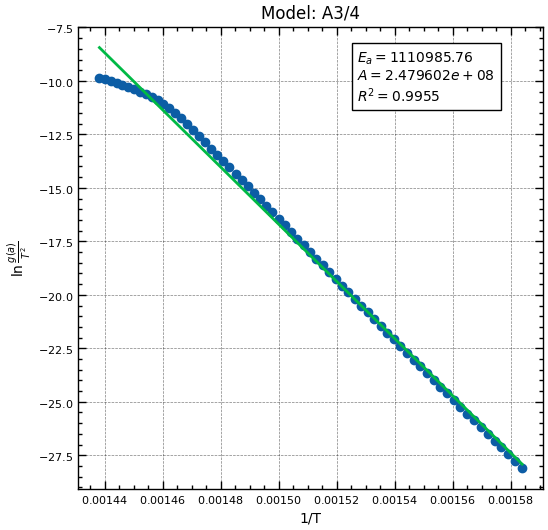 Model: A3/4
E_a = 1110985.76
A = 2.479602e + 08
R² = 0.9955
−7.5
−10.0
−12.5
−15.0
−17.5
−20.0
−22.5
−25.0
−27.5
ln g(a)/T²
0.00144 0.00146 0.00148 0.00150 0.00152 0.00154 0.00156 0.00158
1/T